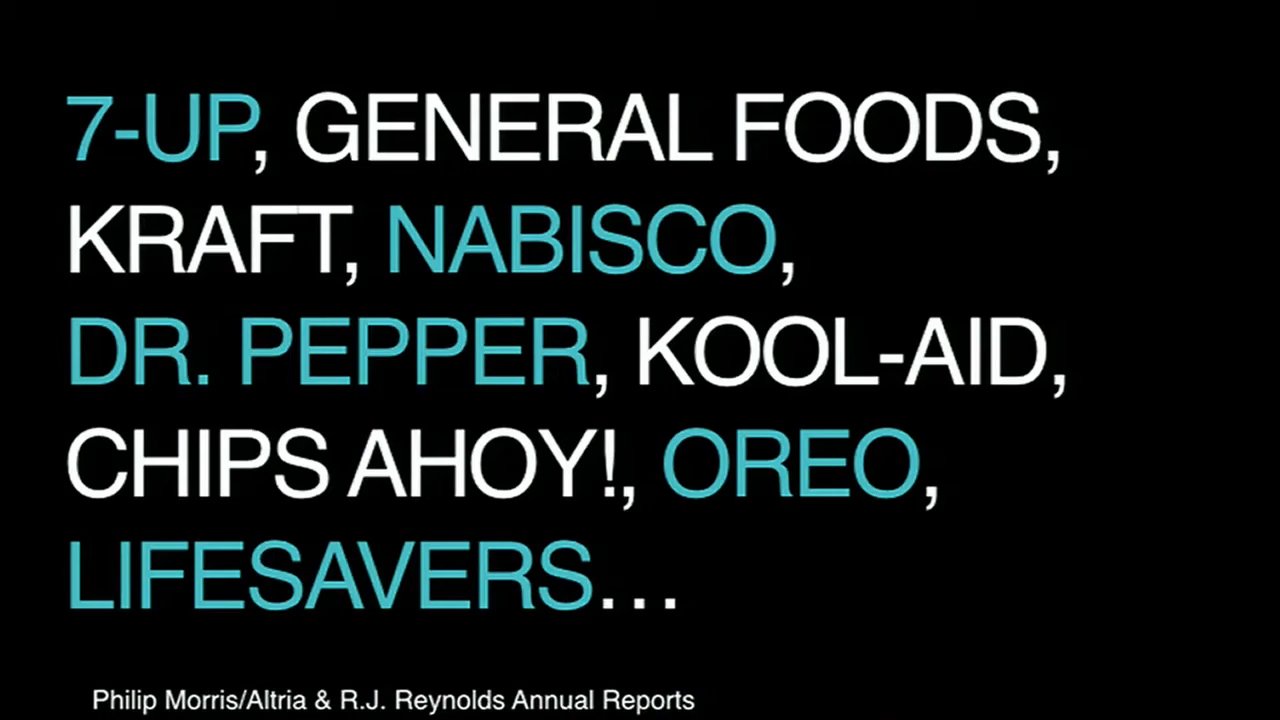 7-UP, GENERAL FOODS,
KRAFT, NABISCO,
DR. PEPPER, KOOL-AID,
CHIPS AHOY!, OREO,
LIFESAVERS...
Philip Morris/Altria & R.J. Reynolds Annual Reports